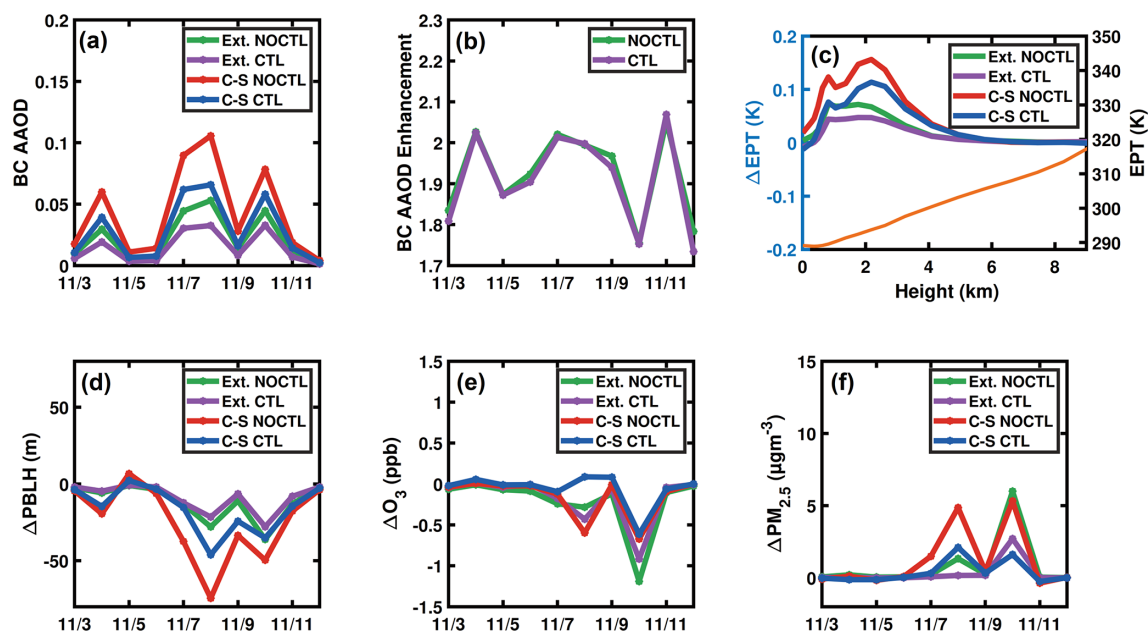 (a)
BC AAOD
0.2
0.15
0.1
0.05
0
Ext. NOCTL
Ext. CTL
C-S NOCTL
C-S CTL
11/3 11/5 11/7 11/9 11/11
(b)
BC AAOD Enhancement
2.3
2.2
2.1
2
1.9
1.8
1.7
NOCTL
CTL
11/3 11/5 11/7 11/9 11/11
(c)
ΔEPT (K)
0.2
0.1
0
-0.1
-0.2
Ext. NOCTL
Ext. CTL
C-S NOCTL
C-S CTL
350
340
330
320
310
300
290
EPT (K)
0 2 4 6 8
Height (km)
(d)
ΔPBLH (m)
50
0
-50
Ext. NOCTL
Ext. CTL
C-S NOCTL
C-S CTL
11/3 11/5 11/7 11/9 11/11
(e)
ΔO3 (ppb)
1.5
1
0.5
0
-0.5
-1
-1.5
Ext. NOCTL
Ext. CTL
C-S NOCTL
C-S CTL
11/3 11/5 11/7 11/9 11/11
(f)
ΔPM2.5 (μgm-3)
15
10
5
0
Ext. NOCTL
Ext. CTL
C-S NOCTL
C-S CTL
11/3 11/5 11/7 11/9 11/11